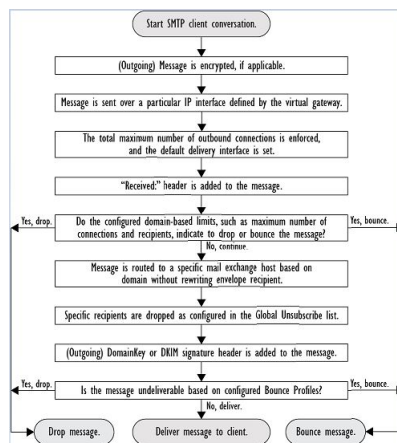 Start SMTP client conversation.
(Outgoing) Message is encrypted, if applicable.
Message is sent over a particular IP interface defined by the virtual gateway.
The total maximum number of outbound connections is enforced,
and the default delivery interface is set.
"Received:" header is added to the message.
Yes, drop.
Do the configured domain-based limits, such as maximum number of
connections and recipients, indicate to drop or bounce the message?
Yes, bounce.
No, continue.
Message is routed to a specific mail exchange host based on
domain without rewriting envelope recipient.
Specific recipients are dropped as configured in the Global Unsubscribe list.
(Outgoing) DomainKey or DKIM signature header is added to the message.
Yes, drop.
Is the message undeliverable based on configured Bounce Profiles?
Yes, bounce.
No, deliver.
Drop message.
Deliver message to client.
Bounce message.